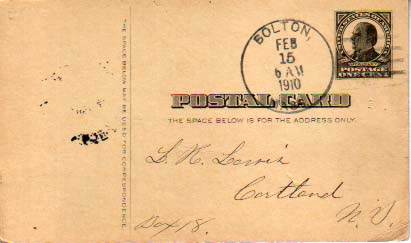 BOLTON,
FEB
15
6 AM
1910
POSTAGE
ONE CENT
POSTAL CARD
THE SPACE BELOW IS FOR THE ADDRESS ONLY.
THE SPACE BELOW MAY BE USED FOR CORRESPONDENCE.
Cortland
Box 18.
N.Y.